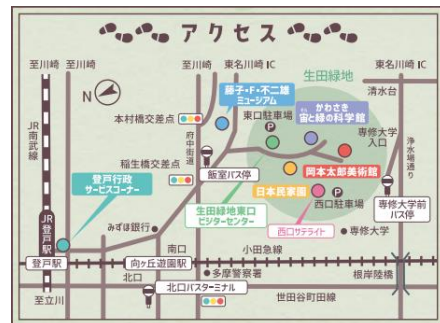 アクセス
至川崎
至川崎
東名川崎 IC
東名川崎 IC
N
藤子・F・不二雄
ミュージアム
生田緑地
清水台
本村橋交差点
東口駐車場
P
かわさき
宙と緑の科学館
専修大学
入口
JR
南武線
府中街道
浄水場通り
稲生橋交差点
飯室バス停
岡本太郎美術館
登戸行政
サービスコーナー
日本民家園
生田緑地東口
ビジターセンター
西口駐車場
P
専修大学前
バス停
みずほ銀行
西口サテライト
JR
登戸駅
南口
専修大学
小田急線
登戸駅
向ヶ丘遊園駅
北口
多摩警察署
根岸陸橋
至立川
北口バスターミナル
世田谷町田線